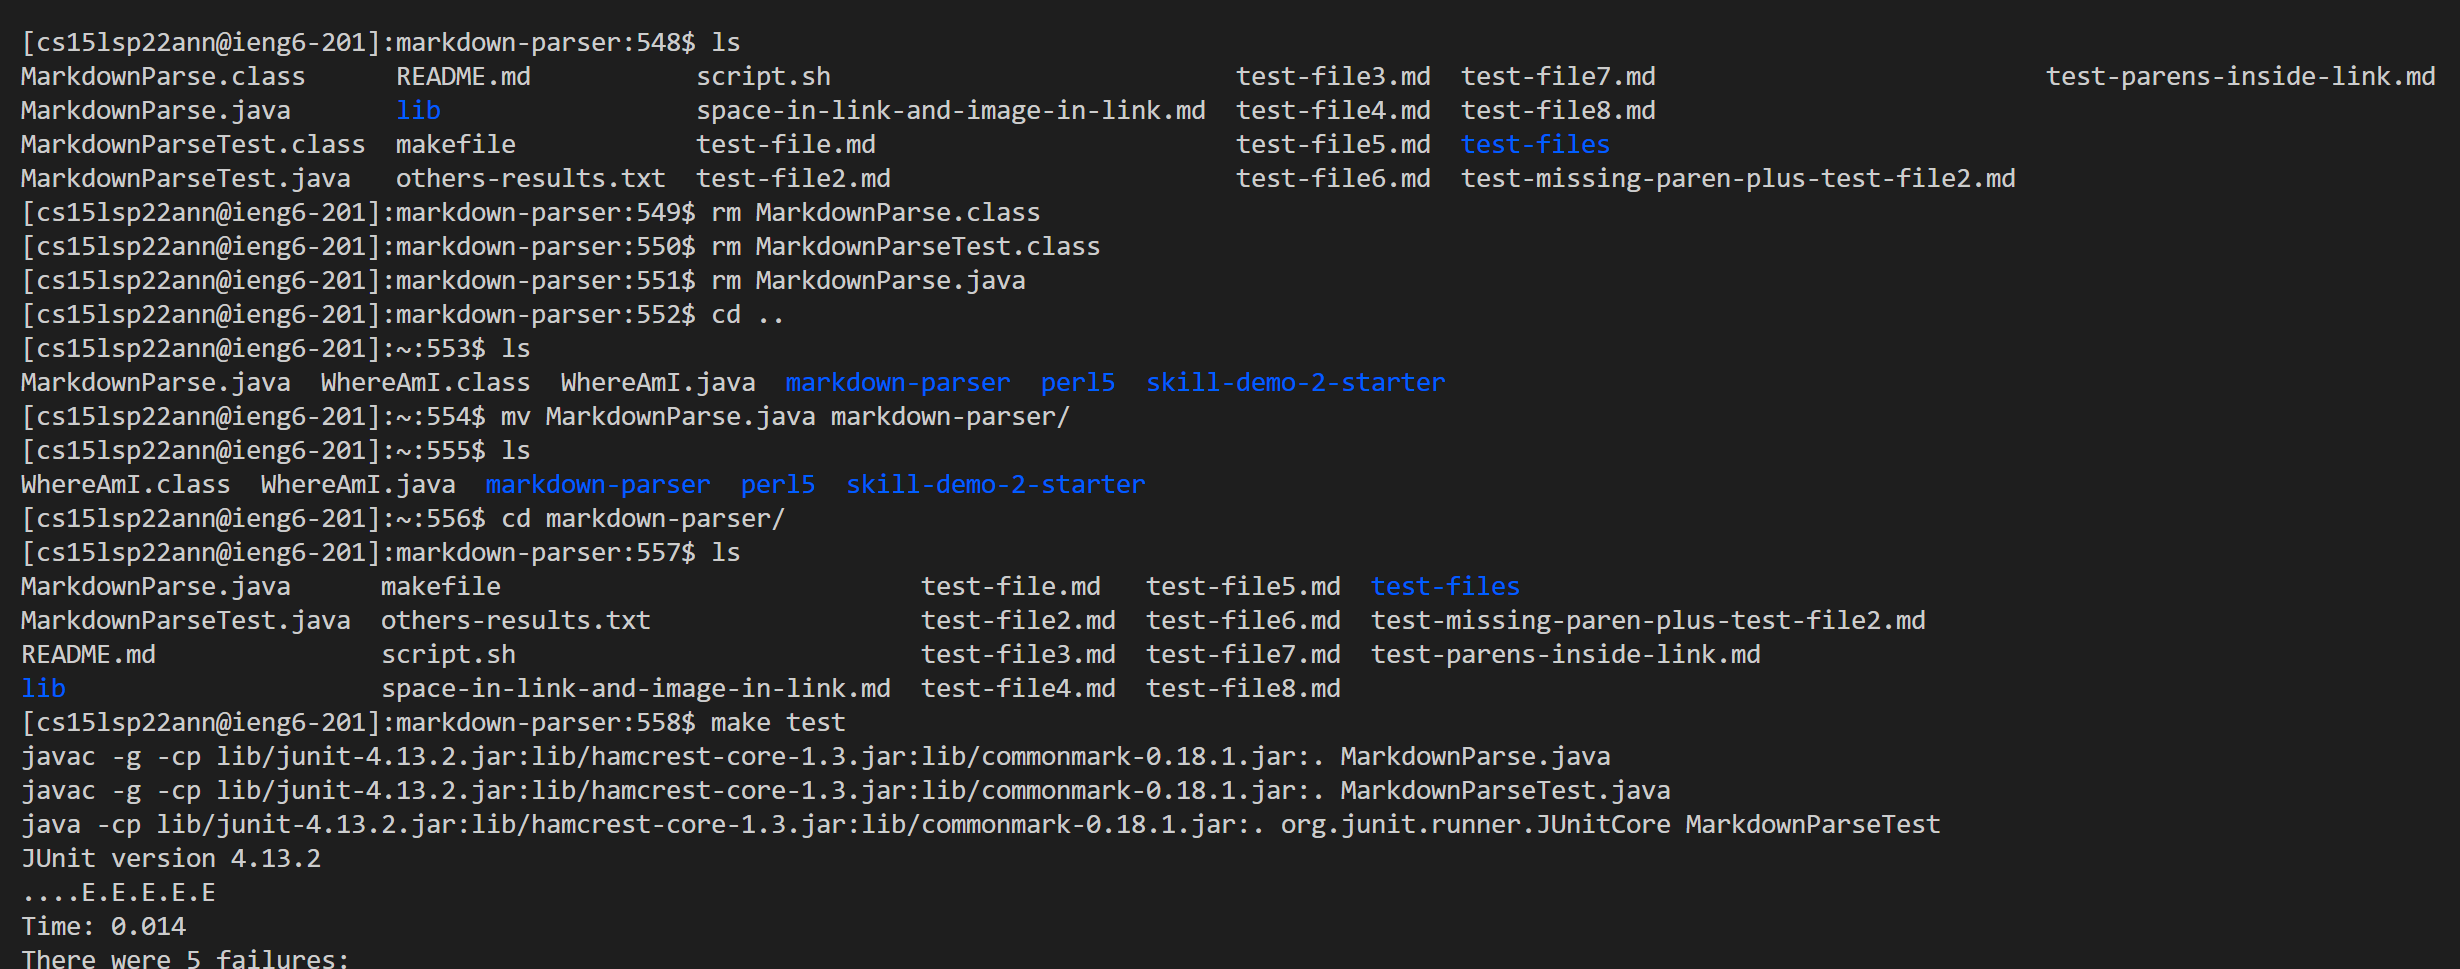 [cs15lsp22ann@ieng6-201]:markdown-parser:548$ ls
MarkdownParse.class      README.md         script.sh                           test-file3.md  test-file7.md                          test-parens-inside-link.md
MarkdownParse.java       lib                 space-in-link-and-image-in-link.md  test-file4.md  test-file8.md
MarkdownParseTest.class  makefile            test-file.md                        test-file5.md  test-files
MarkdownParseTest.java   others-results.txt  test-file2.md                       test-file6.md  test-missing-paren-plus-test-file2.md
[cs15lsp22ann@ieng6-201]:markdown-parser:549$ rm MarkdownParse.class
[cs15lsp22ann@ieng6-201]:markdown-parser:550$ rm MarkdownParseTest.class
[cs15lsp22ann@ieng6-201]:markdown-parser:551$ rm MarkdownParse.java
[cs15lsp22ann@ieng6-201]:markdown-parser:552$ cd ..
[cs15lsp22ann@ieng6-201]:~:553$ ls
MarkdownParse.java  WhereAmI.class  WhereAmI.java  markdown-parser  perl5  skill-demo-2-starter
[cs15lsp22ann@ieng6-201]:~:554$ mv MarkdownParse.java markdown-parser/
[cs15lsp22ann@ieng6-201]:~:555$ ls
WhereAmI.class  WhereAmI.java  markdown-parser  perl5  skill-demo-2-starter
[cs15lsp22ann@ieng6-201]:~:556$ cd markdown-parser/
[cs15lsp22ann@ieng6-201]:markdown-parser:557$ ls
MarkdownParse.java      makefile                            test-file.md   test-file5.md  test-files
MarkdownParseTest.java  others-results.txt                  test-file2.md  test-file6.md  test-missing-paren-plus-test-file2.md
README.md               script.sh                           test-file3.md  test-file7.md  test-parens-inside-link.md
lib                     space-in-link-and-image-in-link.md  test-file4.md  test-file8.md
[cs15lsp22ann@ieng6-201]:markdown-parser:558$ make test
javac -g -cp lib/junit-4.13.2.jar:lib/hamcrest-core-1.3.jar:lib/commonmark-0.18.1.jar:. MarkdownParse.java
javac -g -cp lib/junit-4.13.2.jar:lib/hamcrest-core-1.3.jar:lib/commonmark-0.18.1.jar:. MarkdownParseTest.java
java -cp lib/junit-4.13.2.jar:lib/hamcrest-core-1.3.jar:lib/commonmark-0.18.1.jar:. org.junit.runner.JUnitCore MarkdownParseTest
JUnit version 4.13.2
....E.E.E.E.E
Time: 0.014
There were 5 failures: